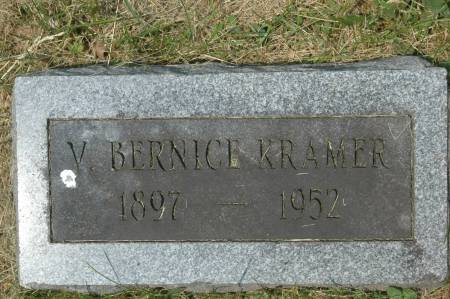 V. BERNICE KRAMER
1897 — 1952